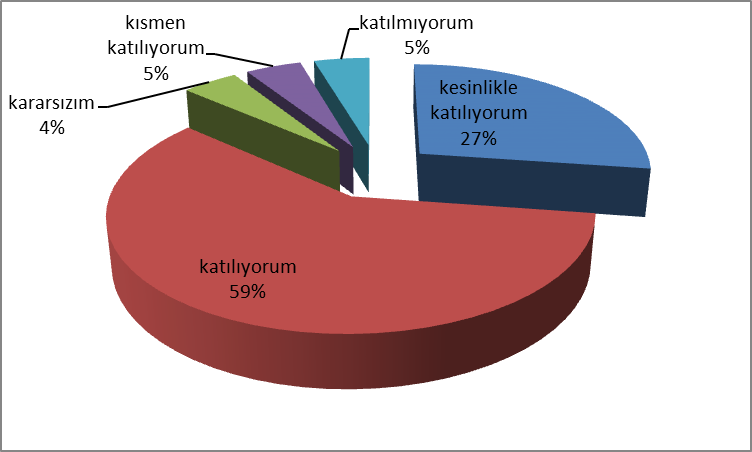 kısmen
katılıyorum
5%
katılmıyorum
5%
kesinlikle
katılıyorum
27%
kararsızım
4%
katılıyorum
59%